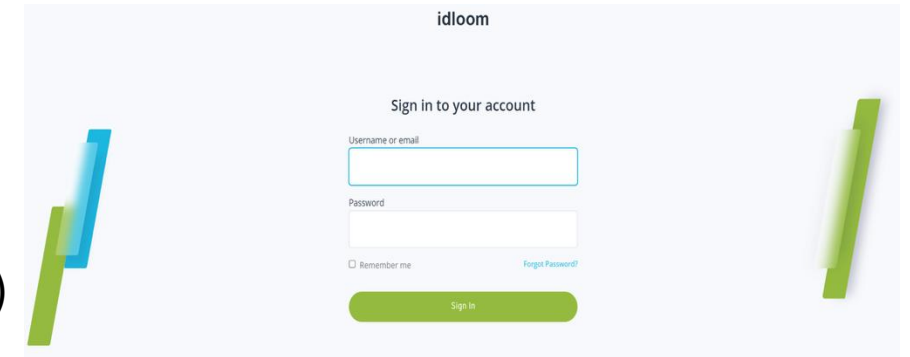 idloom
Sign in to your account
Username or email
Password
Remember me Forgot Password?
Sign In